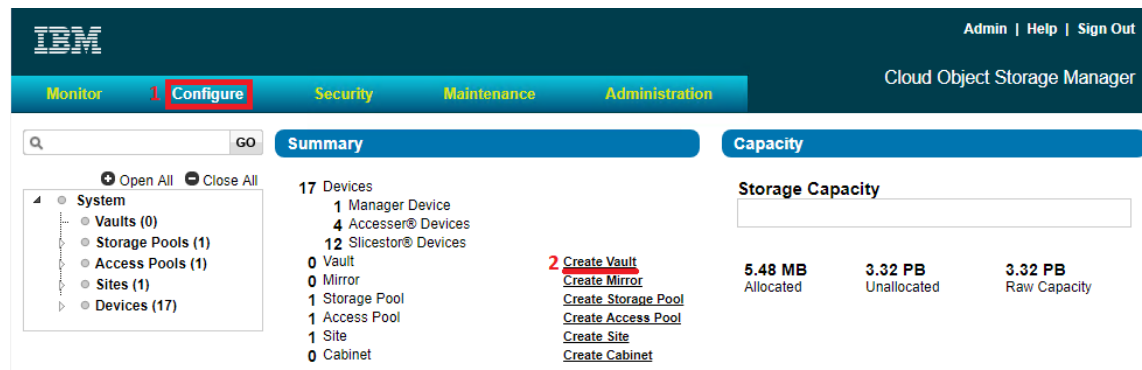 IBM
Admin | Help | Sign Out
Cloud Object Storage Manager
Monitor 1 Configure Security Maintenance Administration
GO
Open All Close All
System
Vaults (0)
Storage Pools (1)
Access Pools (1)
Sites (1)
Devices (17)
Summary
17 Devices
1 Manager Device
4 Accesser® Devices
12 Slicestor® Devices
0 Vault 2 Create Vault
0 Mirror Create Mirror
1 Storage Pool Create Storage Pool
1 Access Pool Create Access Pool
1 Site Create Site
0 Cabinet Create Cabinet
Capacity
Storage Capacity
5.48 MB 3.32 PB 3.32 PB
Allocated Unallocated Raw Capacity